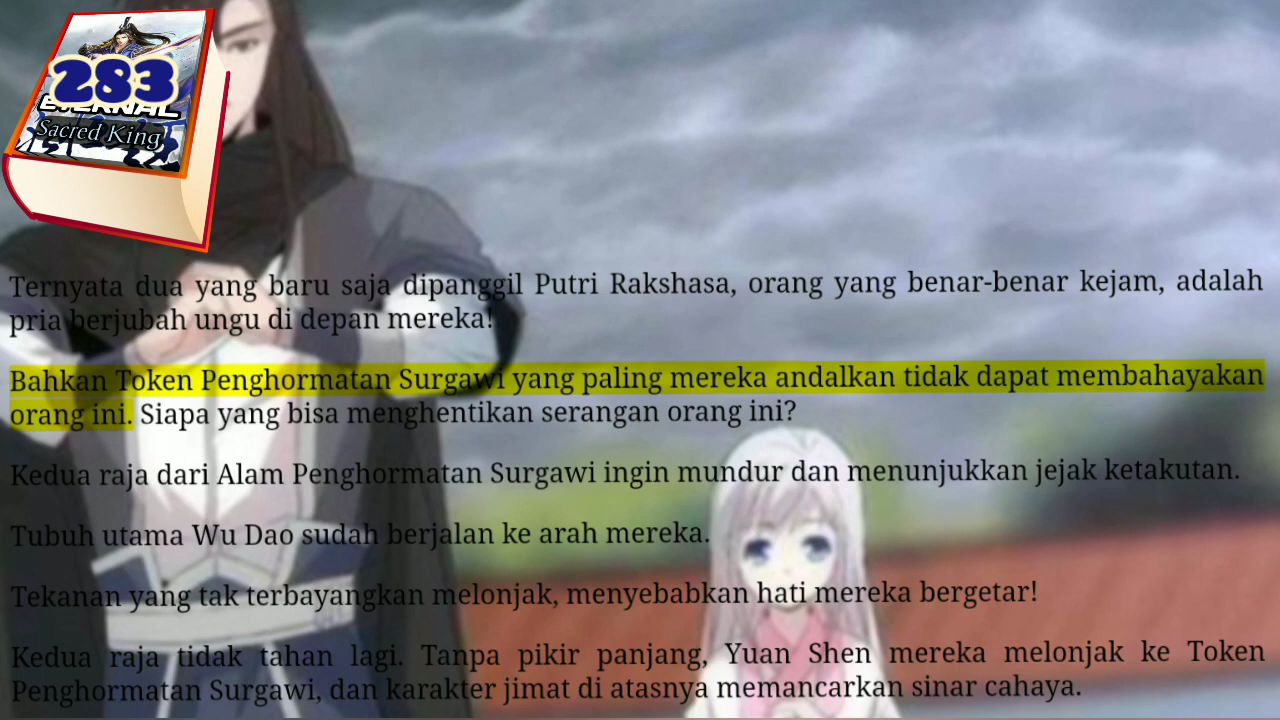 283
ETERNAL
Sacred King
Ternyata dua yang baru saja dipanggil Putri Rakshasa, orang yang benar-benar kejam, adalah
pria berjubah ungu di depan mereka!
Bahkan Token Penghormatan Surgawi yang paling mereka andalkan tidak dapat membahayakan
orang ini. Siapa yang bisa menghentikan serangan orang ini?
Kedua raja dari Alam Penghormatan Surgawi ingin mundur dan menunjukkan jejak ketakutan.
Tubuh utama Wu Dao sudah berjalan ke arah mereka.
Tekanan yang tak terbayangkan melonjak, menyebabkan hati mereka bergetar!
Kedua raja tidak tahan lagi. Tanpa pikir panjang, Yuan Shen mereka melonjak ke Token
Penghormatan Surgawi, dan karakter jimat di atasnya memancarkan sinar cahaya.